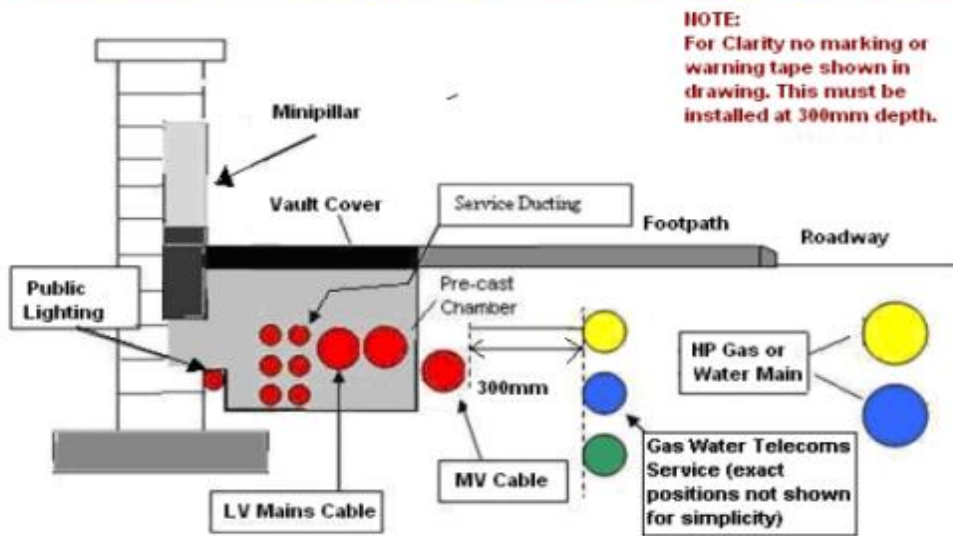 NOTE:
For Clarity no marking or
warning tape shown in
drawing. This must be
installed at 300mm depth.
Minipillar
Vault Cover
Service Ducting
Footpath
Roadway
Public
Lighting
Pre-cast
Chamber
300mm
HP Gas or
Water Main
MV Cable
LV Mains Cable
Gas Water Telecoms
Service (exact
positions not shown
for simplicity)